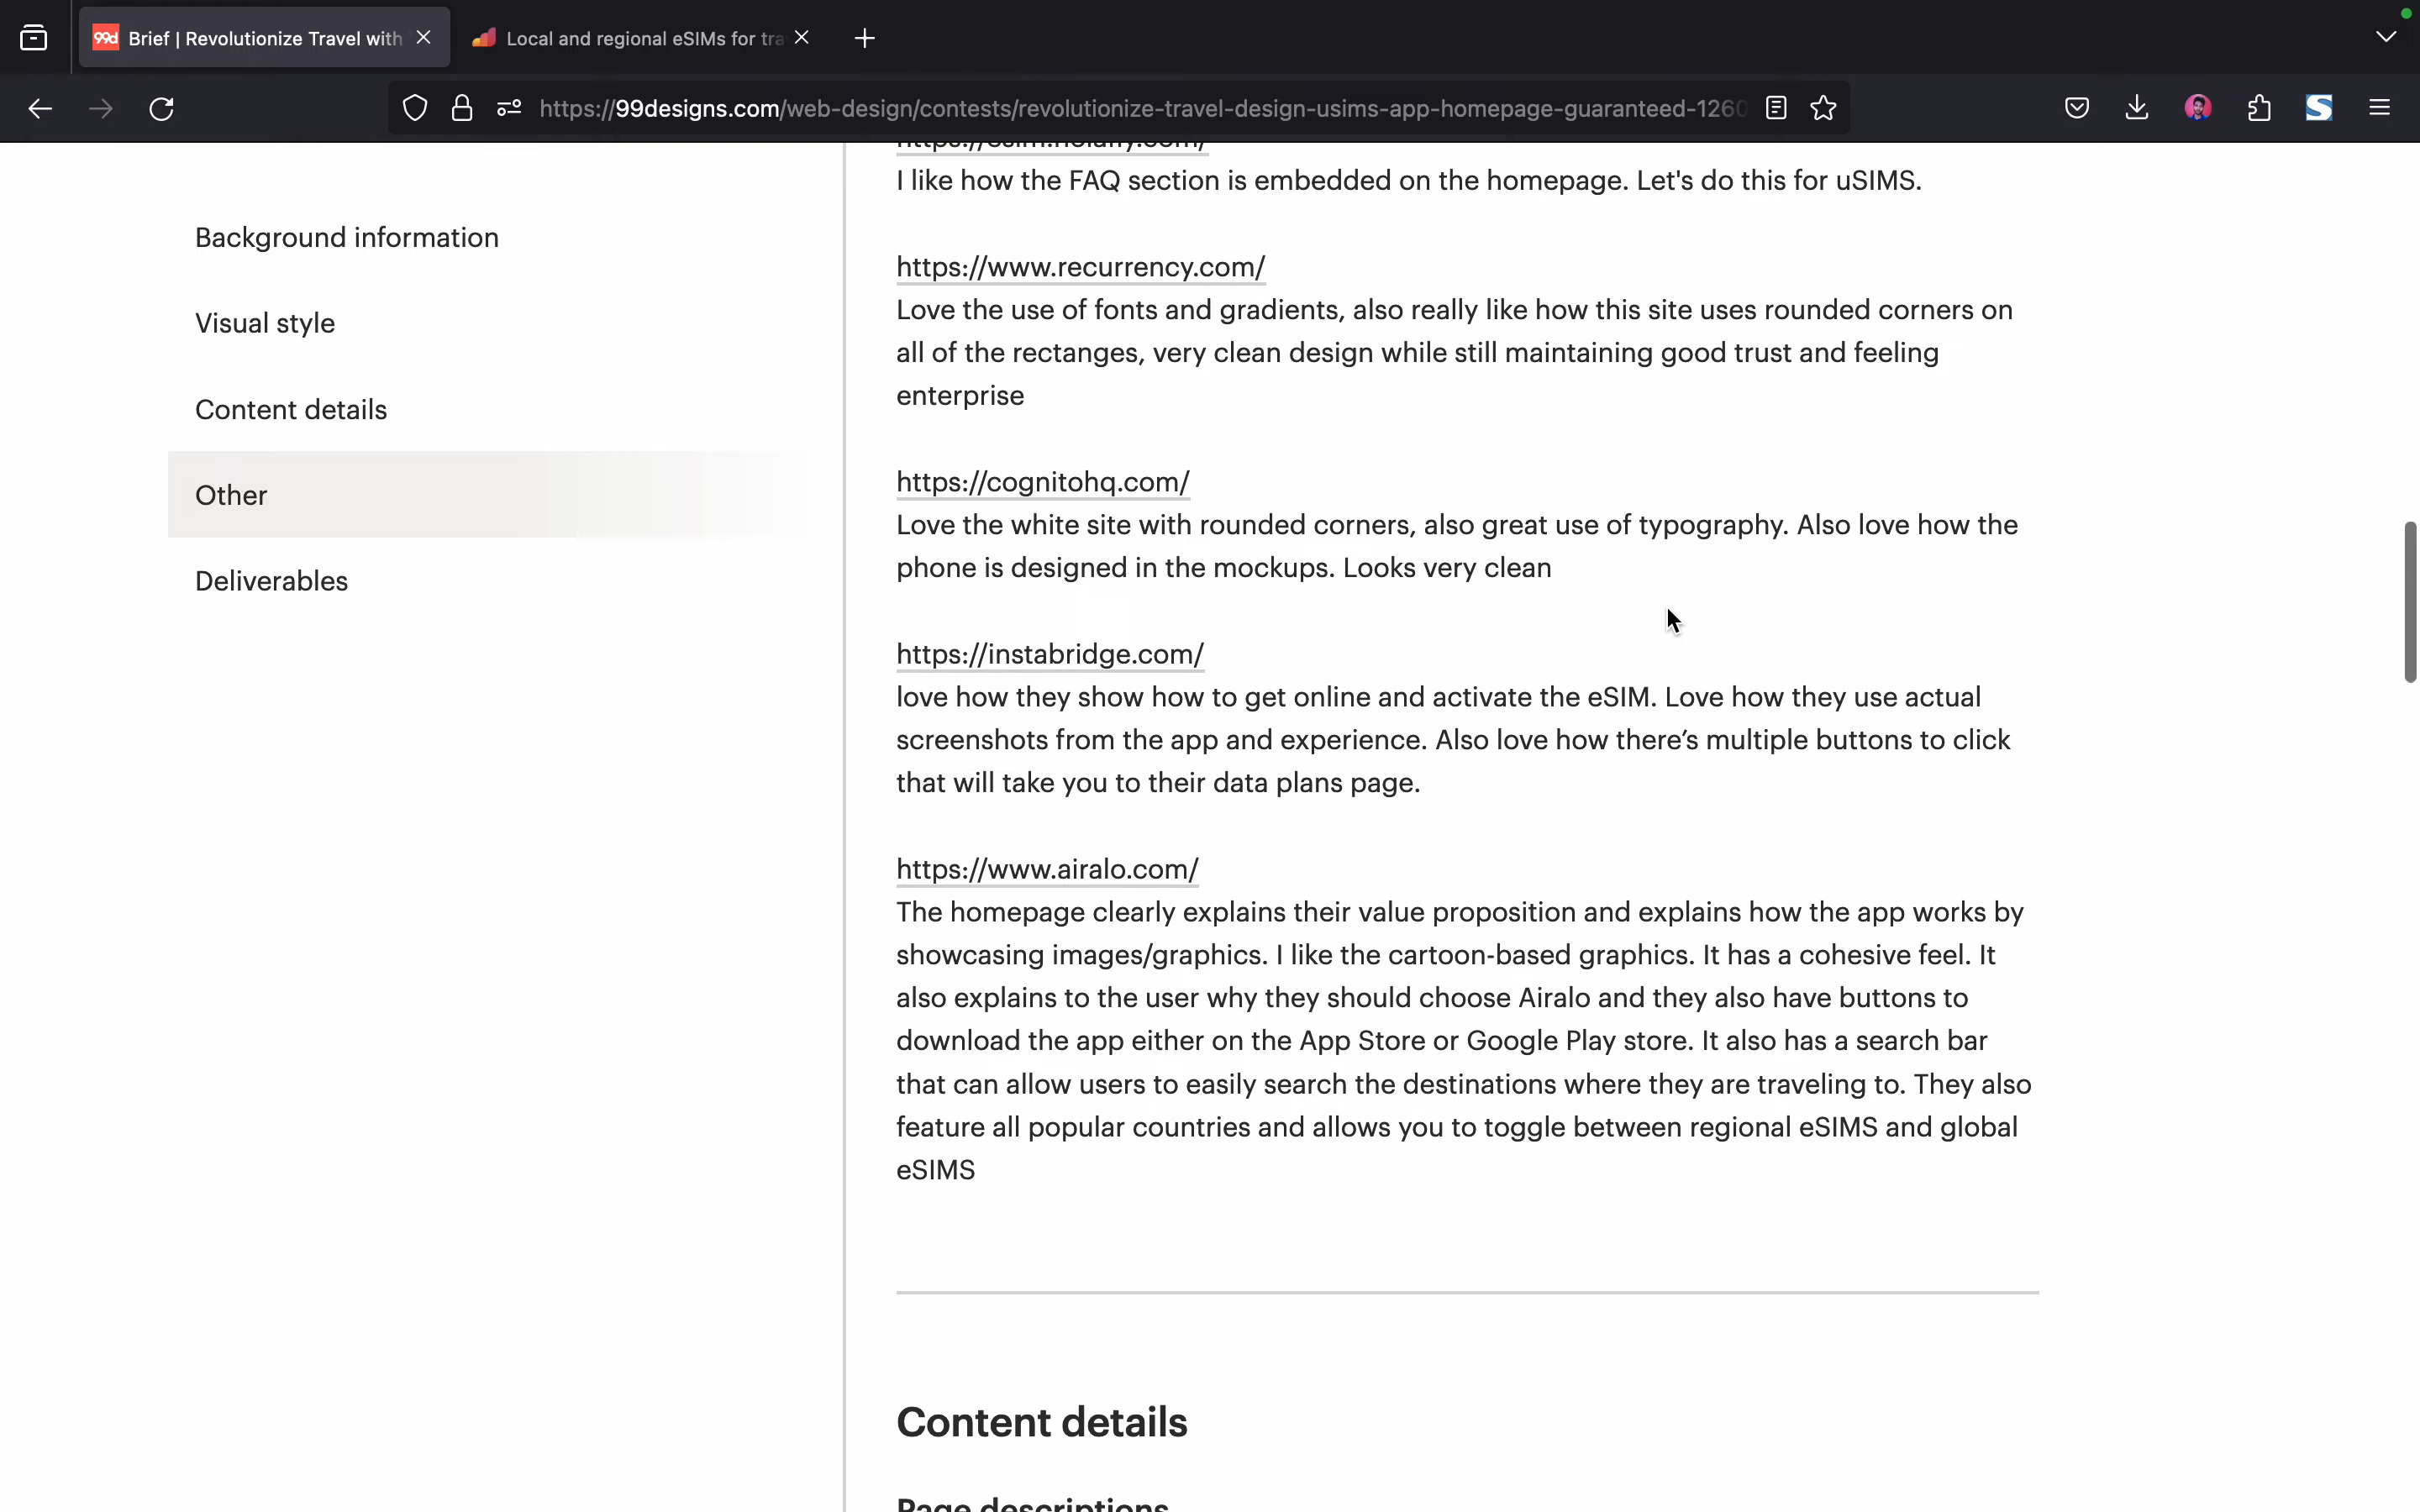 99d Brief | Revolutionize Travel with
Local and regional eSIMs for tra
https://99designs.com/web-design/contests/revolutionize-travel-design-usims-app-homepage-guaranteed-1260
Background information
Visual style
Content details
Other
Deliverables
I like how the FAQ section is embedded on the homepage. Let's do this for uSIMS.
https://www.recurrency.com/
Love the use of fonts and gradients, also really like how this site uses rounded corners on
all of the rectanges, very clean design while still maintaining good trust and feeling
enterprise
https://cognitohq.com/
Love the white site with rounded corners, also great use of typography. Also love how the
phone is designed in the mockups. Looks very clean
https://instabridge.com/
love how they show how to get online and activate the eSIM. Love how they use actual
screenshots from the app and experience. Also love how there’s multiple buttons to click
that will take you to their data plans page.
https://www.airalo.com/
The homepage clearly explains their value proposition and explains how the app works by
showcasing images/graphics. I like the cartoon-based graphics. It has a cohesive feel. It
also explains to the user why they should choose Airalo and they also have buttons to
download the app either on the App Store or Google Play store. It also has a search bar
that can allow users to easily search the destinations where they are traveling to. They also
feature all popular countries and allows you to toggle between regional eSIMS and global
eSIMS
Content details
Page descriptions